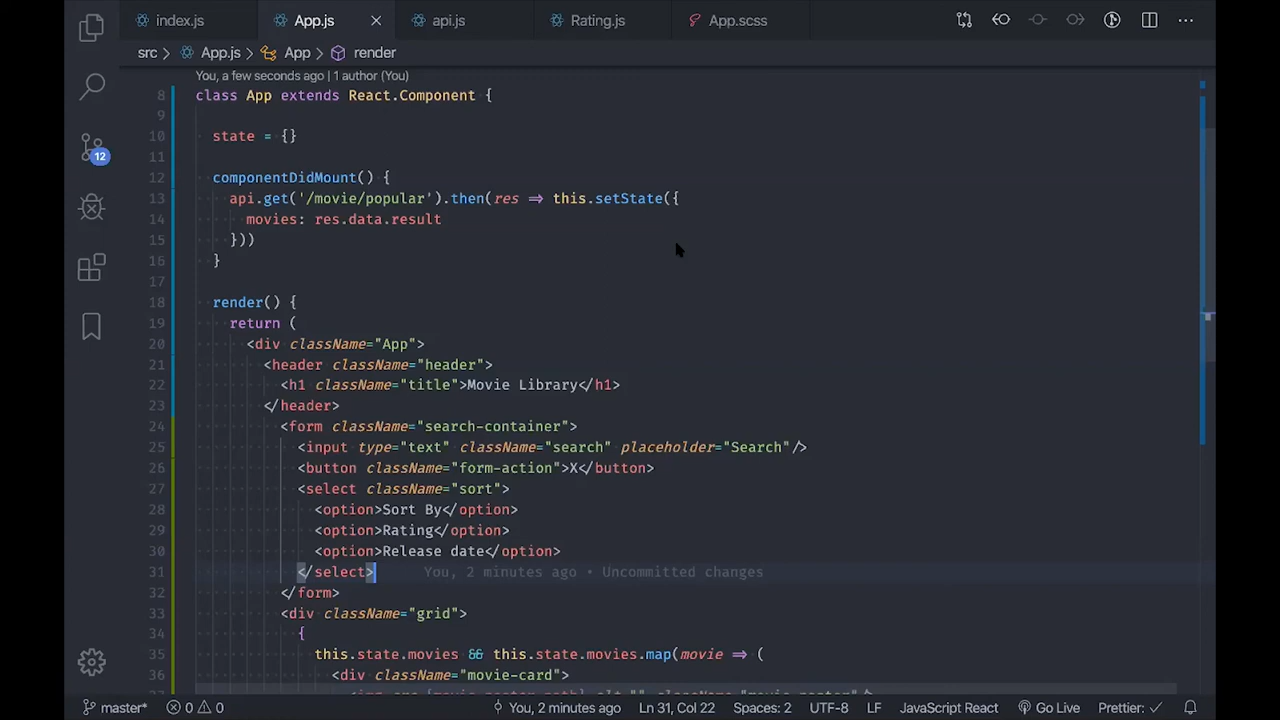 index.js App.js api.js Rating.js App.scss
src > App.js > App > render
You, a few seconds ago | 1 author (You)
8 class App extends React.Component {
9
10 state = {}
11
12 componentDidMount() {
13 api.get('/movie/popular').then(res => this.setState({
14 movies: res.data.result
15 }))
16 }
17
18 render() {
19 return (
20 <div className="App">
21 <header className="header">
22 <h1 className="title">Movie Library</h1>
23 </header>
24 <form className="search-container">
25 <input type="text" className="search" placeholder="Search"/>
26 <button className="form-action">X</button>
27 <select className="sort">
28 <option>Sort By</option>
29 <option>Rating</option>
30 <option>Release date</option>
31 </select> You, 2 minutes ago • Uncommitted changes
32 </form>
33 <div className="grid">
34 {
35 this.state.movies && this.state.movies.map(movie => (
36 <div className="movie-card">
12
master* 0 0 You, 2 minutes ago Ln 31, Col 22 Spaces: 2 UTF-8 LF JavaScript React Go Live Prettier: ✓